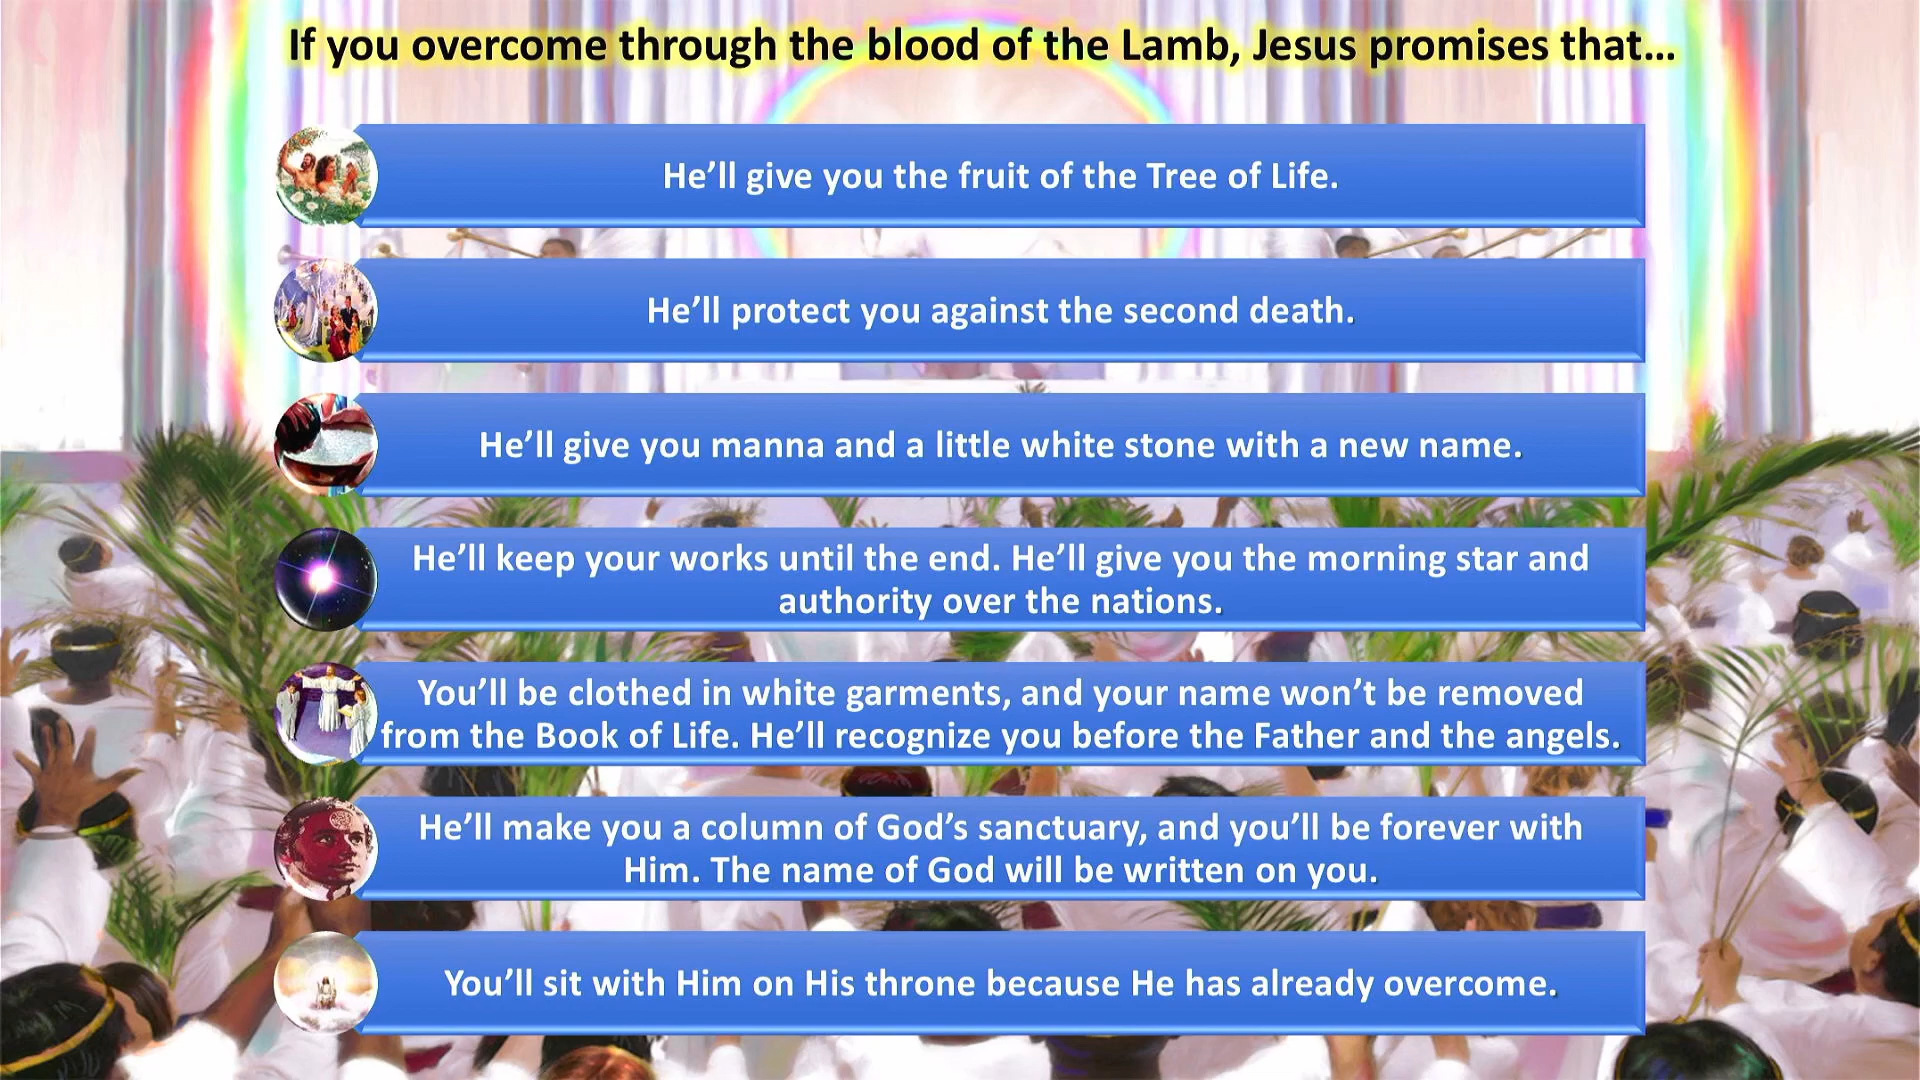 If you overcome through the blood of the Lamb, Jesus promises that…
He’ll give you the fruit of the Tree of Life.
He’ll protect you against the second death.
He’ll give you manna and a little white stone with a new name.
He’ll keep your works until the end. He’ll give you the morning star and
authority over the nations.
You’ll be clothed in white garments, and your name won’t be removed
from the Book of Life. He’ll recognize you before the Father and the angels.
He’ll make you a column of God’s sanctuary, and you’ll be forever with
Him. The name of God will be written on you.
You’ll sit with Him on His throne because He has already overcome.